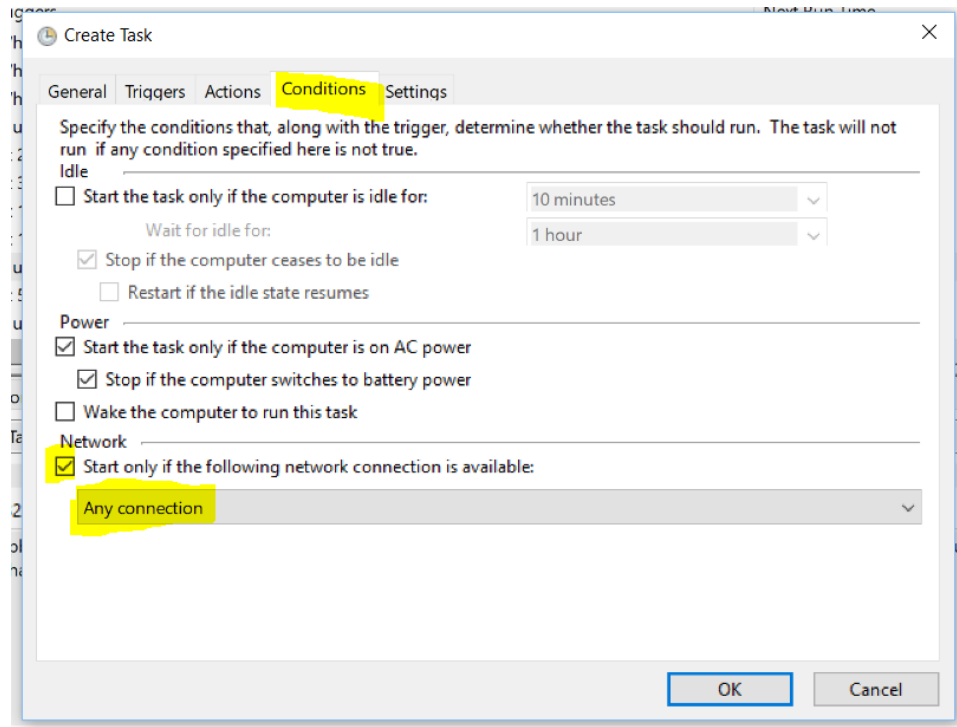 Next Run Time
Create Task
General Triggers Actions Conditions Settings
Specify the conditions that, along with the trigger, determine whether the task should run. The task will not
run if any condition specified here is not true.
Idle
Start the task only if the computer is idle for:
10 minutes
Wait for idle for:
1 hour
Stop if the computer ceases to be idle
Restart if the idle state resumes
Power
Start the task only if the computer is on AC power
Stop if the computer switches to battery power
Wake the computer to run this task
Network
Start only if the following network connection is available:
Any connection
OK Cancel